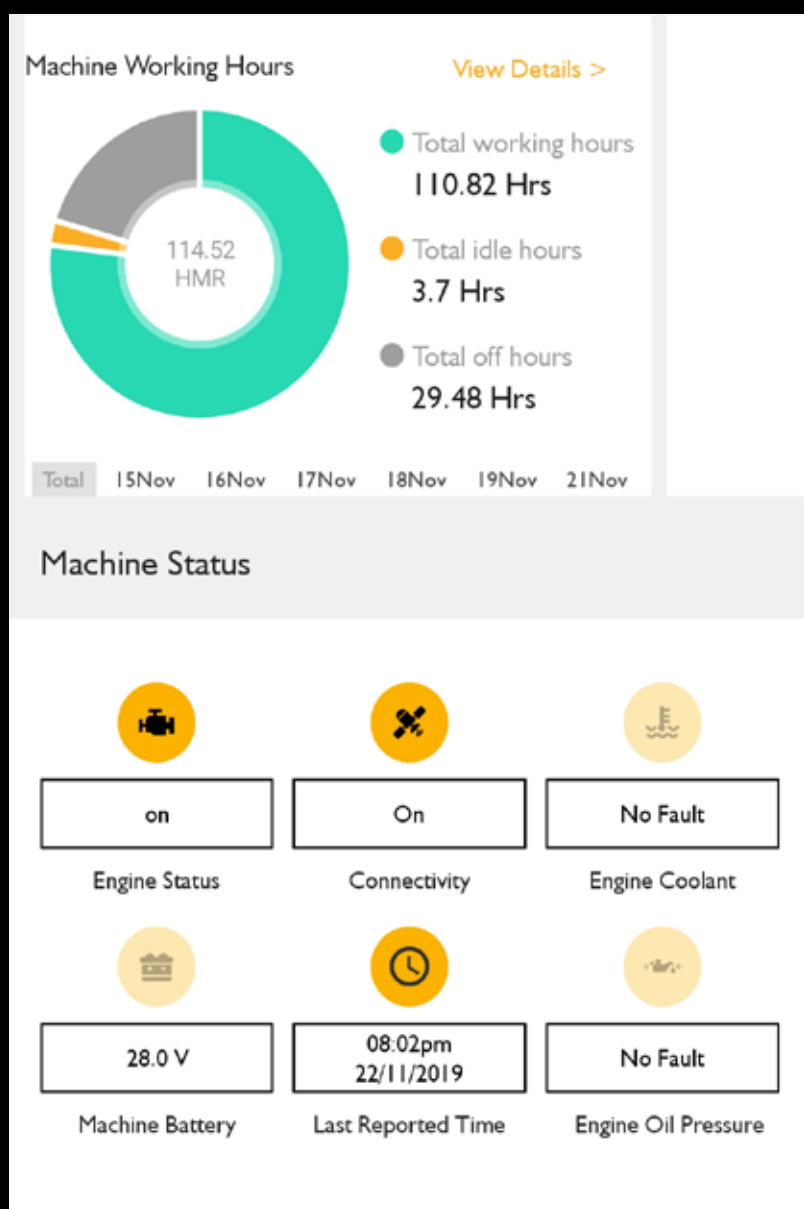 Machine Working Hours
View Details >
Total working hours
110.82 Hrs
114.52
HMR
Total idle hours
3.7 Hrs
Total off hours
29.48 Hrs
Total 15Nov 16Nov 17Nov 18Nov 19Nov 21Nov
Machine Status
on
On
No Fault
Engine Status
Connectivity
Engine Coolant
28.0 V
08:02pm
22/11/2019
No Fault
Machine Battery
Last Reported Time
Engine Oil Pressure